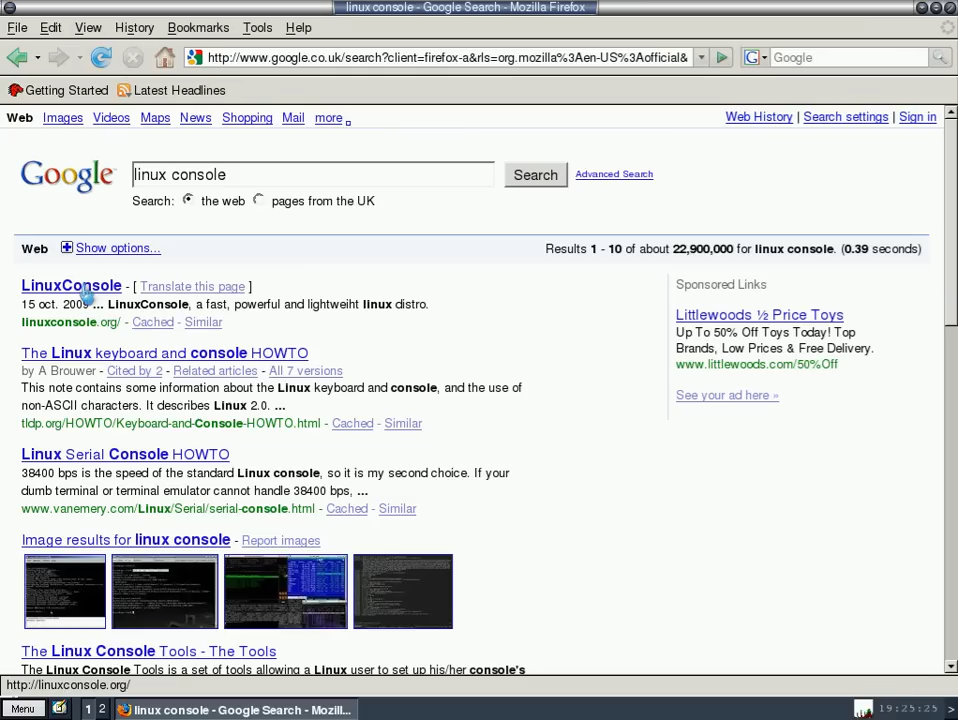 linux console - Google Search - Mozilla Firefox
File Edit View History Bookmarks Tools Help
http://www.google.co.uk/search?client=firefox-a&rls=org.mozilla%3Aen-US%3Aofficial& G Google
Getting Started Latest Headlines
Web Images Videos Maps News Shopping Mail more Web History | Search settings | Sign in
Google linux console Search Advanced Search
Search: the web pages from the UK
Web Show options... Results 1 - 10 of about 22,900,000 for linux console. (0.39 seconds)
LinuxConsole - [ Translate this page ]
15 oct. 2009 ... LinuxConsole, a fast, powerful and lightweiht linux distro.
linuxconsole.org/ - Cached - Similar
The Linux keyboard and console HOWTO
by A Brouwer - Cited by 2 - Related articles - All 7 versions
This note contains some information about the Linux keyboard and console, and the use of
non-ASCII characters. It describes Linux 2.0. ...
tldp.org/HOWTO/Keyboard-and-Console-HOWTO.html - Cached - Similar
Linux Serial Console HOWTO
38400 bps is the speed of the standard Linux console, so it is my second choice. If your
dumb terminal or terminal emulator cannot handle 38400 bps, ...
www.vanemery.com/Linux/Serial/serial-console.html - Cached - Similar
Image results for linux console - Report images
The Linux Console Tools - The Tools
The Linux Console Tools is a set of tools allowing a Linux user to set up his/her console's
Sponsored Links
Littlewoods ½ Price Toys
Up To 50% Off Toys Today! Top
Brands, Low Prices & Free Delivery.
www.littlewoods.com/50%Off
See your ad here »
http://linuxconsole.org/
Menu 1 2 linux console - Google Search - Mozill... 19:25:25 >